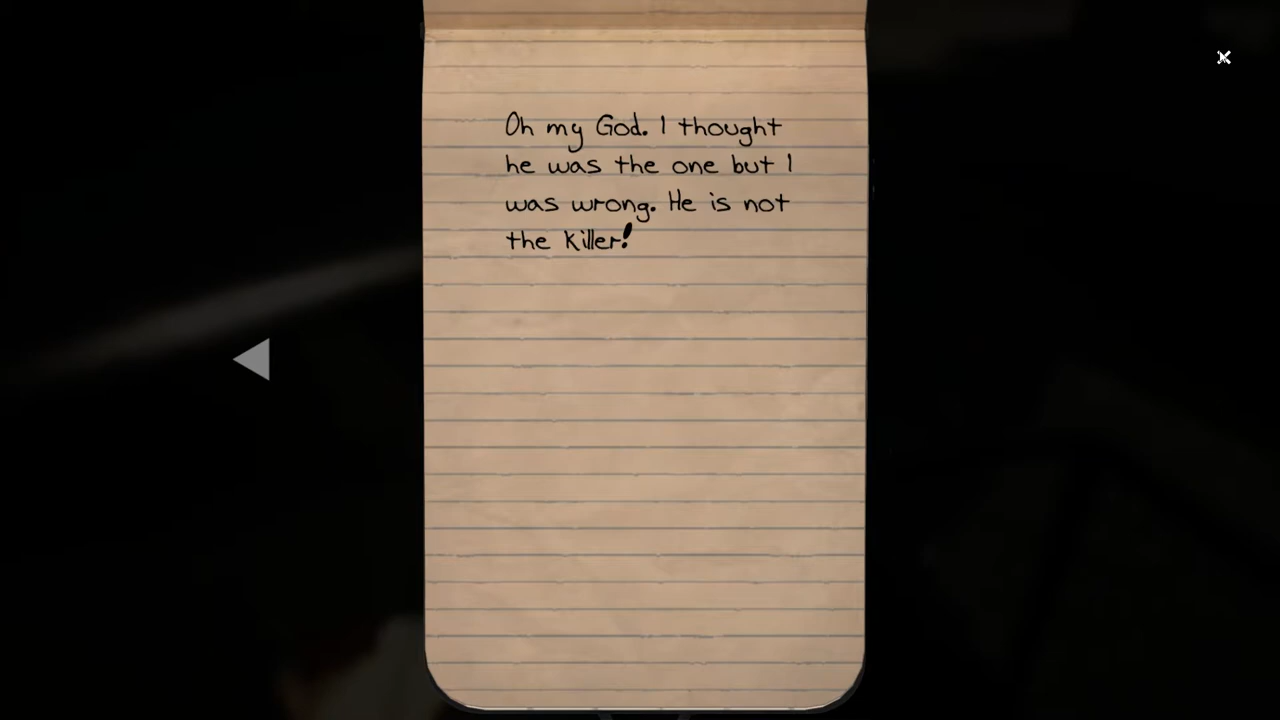 Oh my God. I thought
he was the one but I
was wrong. He is not
the killer!